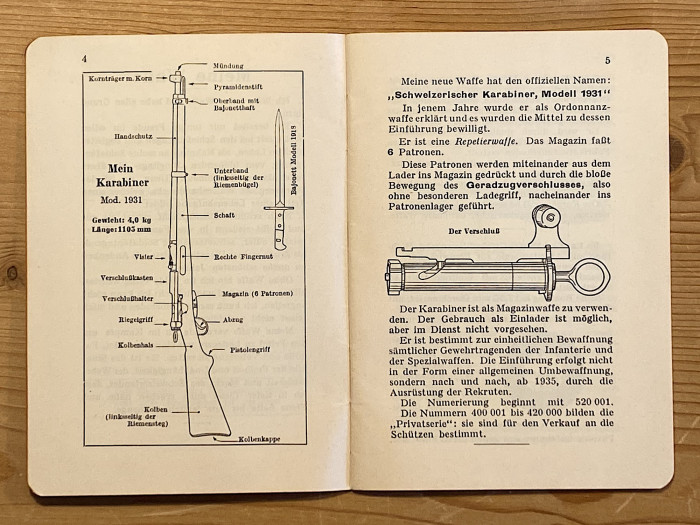 4
Mündung
Kornträger m. Korn
Pyramidenstift
Oberband mit
Bajonetthaft
Handschutz
Bajonett Modell 1918
Mein
Karabiner
Mod. 1931
Gewicht: 4,0 kg
Länge: 1105 mm
Unterband
(linksseitig der
Riemenbügel)
Schaft
Visier
Rechte Fingernut
Verschlußkasten
Verschlußhalter
Magazin (6 Patronen)
Riegelgriff
Abzug
Kolbenhals
Pistolengriff
Kolben
(linksseitig der
Riemensteg)
Kolbenkappe
5
Meine neue Waffe hat den offiziellen Namen:
„Schweizerischer Karabiner, Modell 1931"
In jenem Jahre wurde er als Ordonnanz-
waffe erklärt und es wurden die Mittel zu dessen
Einführung bewilligt.
Er ist eine Repetierwaffe. Das Magazin faßt
6 Patronen.
Diese Patronen werden miteinander aus dem
Lader ins Magazin gedrückt und durch die bloße
Bewegung des Geradzugverschlusses, also
ohne besonderen Ladegriff, nacheinander ins
Patronenlager geführt.
Der Verschluß
Der Karabiner ist als Magazinwaffe zu verwen-
den. Der Gebrauch als Einlader ist möglich,
aber im Dienst nicht vorgesehen.
Er ist bestimmt zur einheitlichen Bewaffnung
sämtlicher Gewehrtragenden der Infanterie und
der Spezialwaffen. Die Einführung erfolgt nicht
in der Form einer allgemeinen Umbewaffnung,
sondern nach und nach, ab 1935, durch die
Ausrüstung der Rekruten.
Die Numerierung beginnt mit 520 001.
Die Nummern 400 001 bis 420 000 bilden die
„Privatserie": sie sind für den Verkauf an die
Schützen bestimmt.